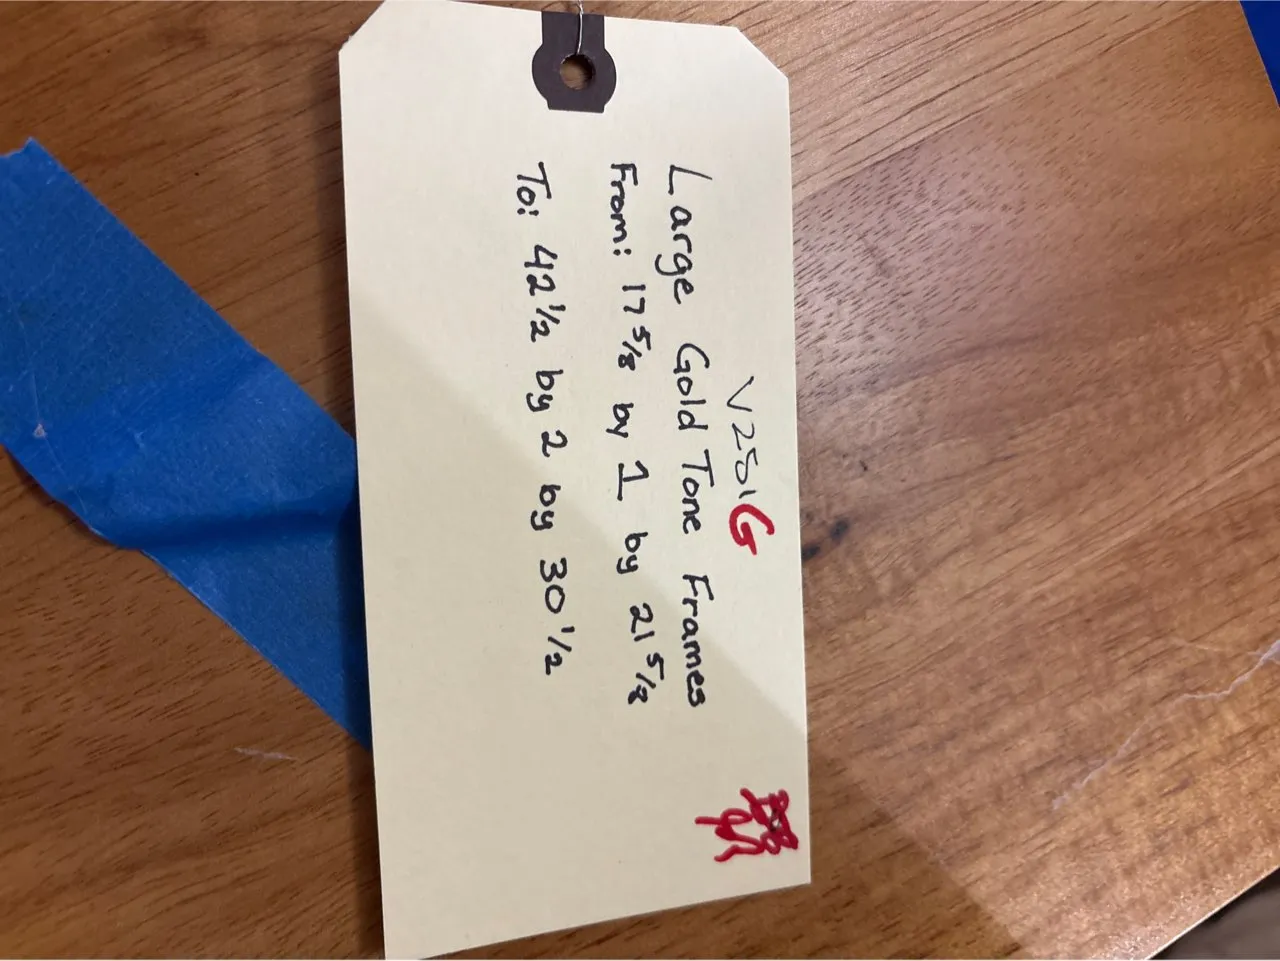 V251G
Large Gold Tone Frames
From: 17 5/8 by 1 by 21 5/8
To: 42 1/2 by 2 by 30 1/2